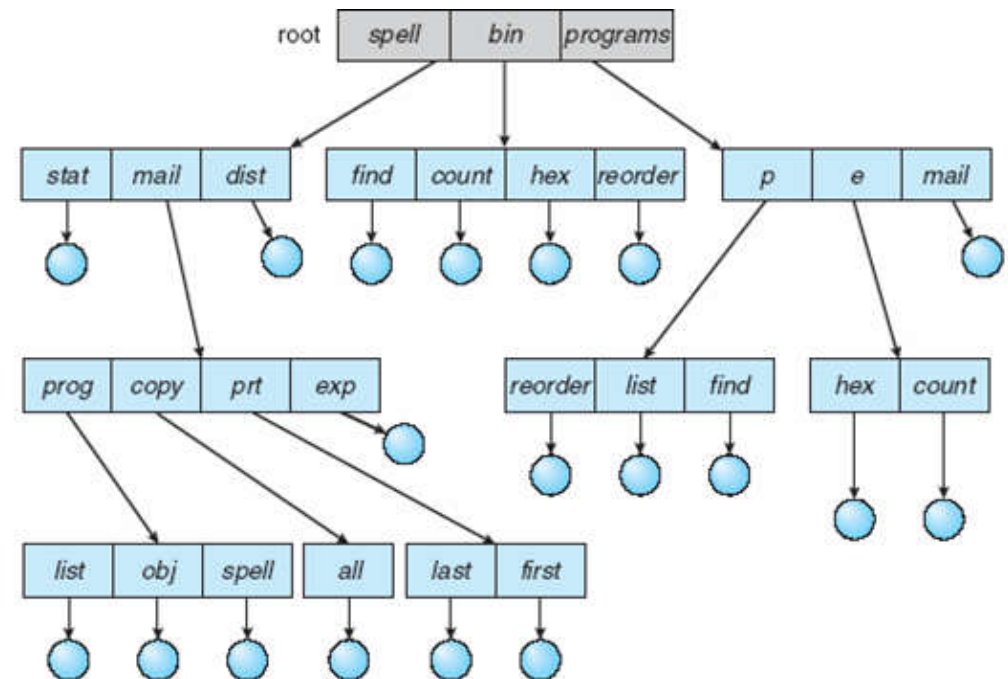 root spell bin programs
stat mail dist find count hex reorder p e mail
prog copy prt exp reorder list find hex count
list obj spell all last first